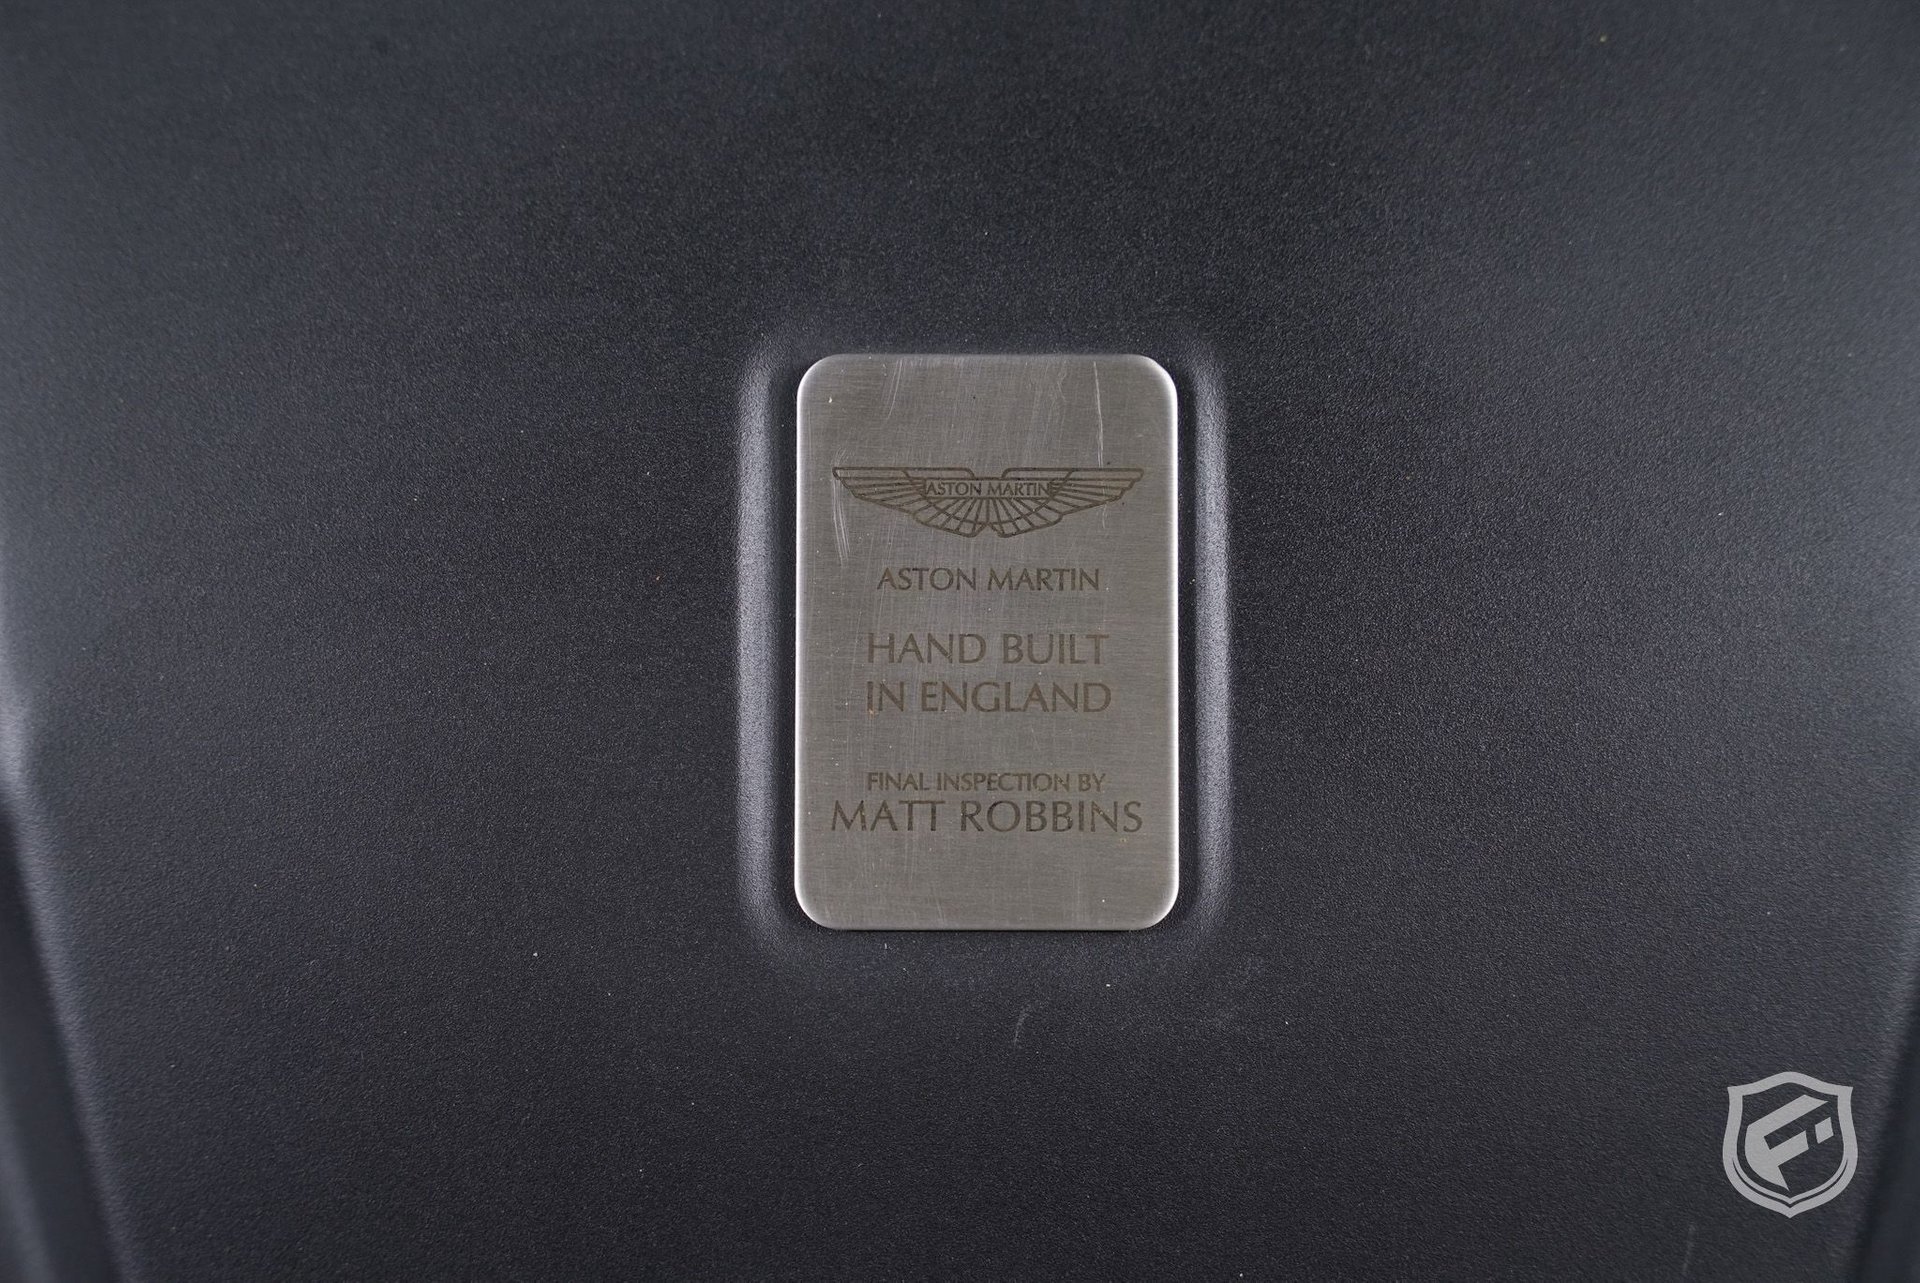 ASTON MARTIN
ASTON MARTIN
HAND BUILT
IN ENGLAND
FINAL INSPECTION BY
MATT ROBBINS